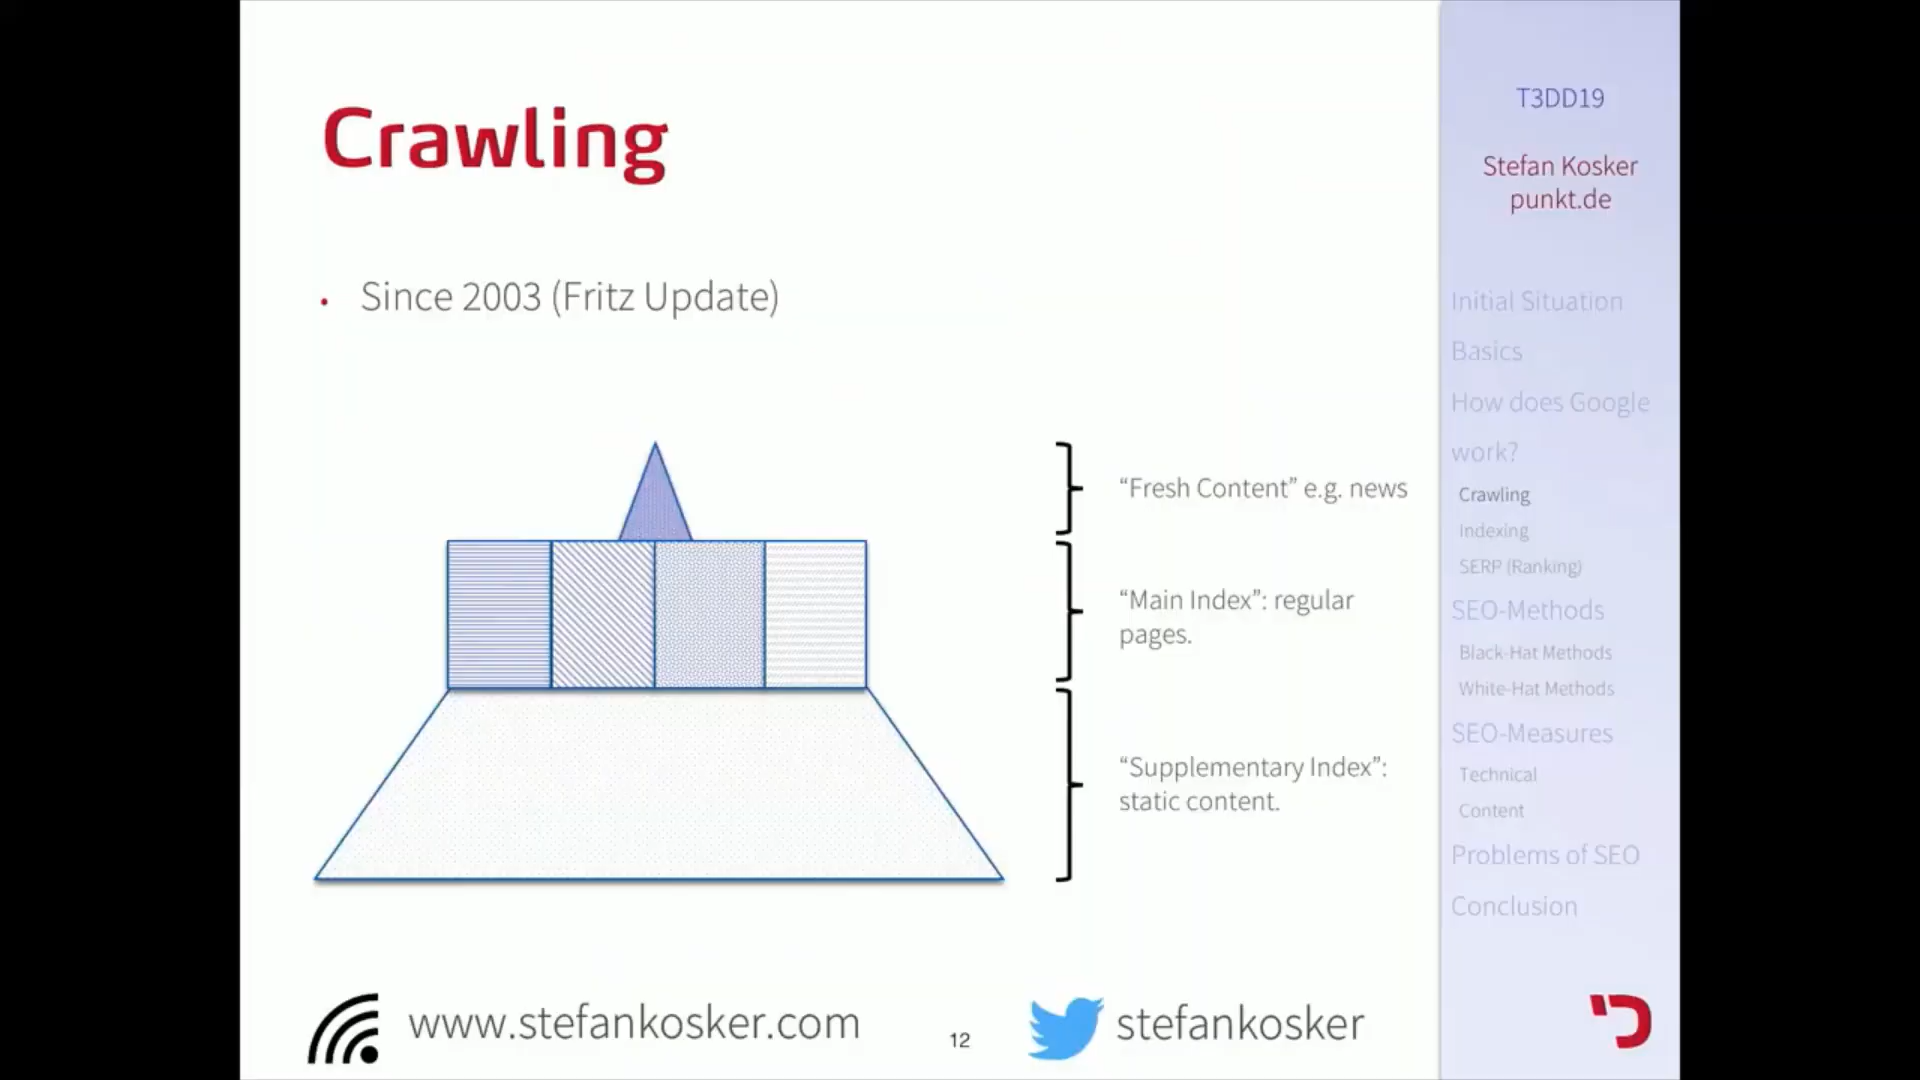 Crawling
• Since 2003 (Fritz Update)
“Fresh Content” e.g. news
“Main Index”: regular
pages.
“Supplementary Index”:
static content.
www.stefankosker.com
12
stefankosker
T3DD19
Stefan Kosker
punkt.de
Initial Situation
Basics
How does Google
work?
Crawling
Indexing
SERP (Ranking)
SEO-Methods
Black-Hat Methods
White-Hat Methods
SEO-Measures
Technical
Content
Problems of SEO
Conclusion